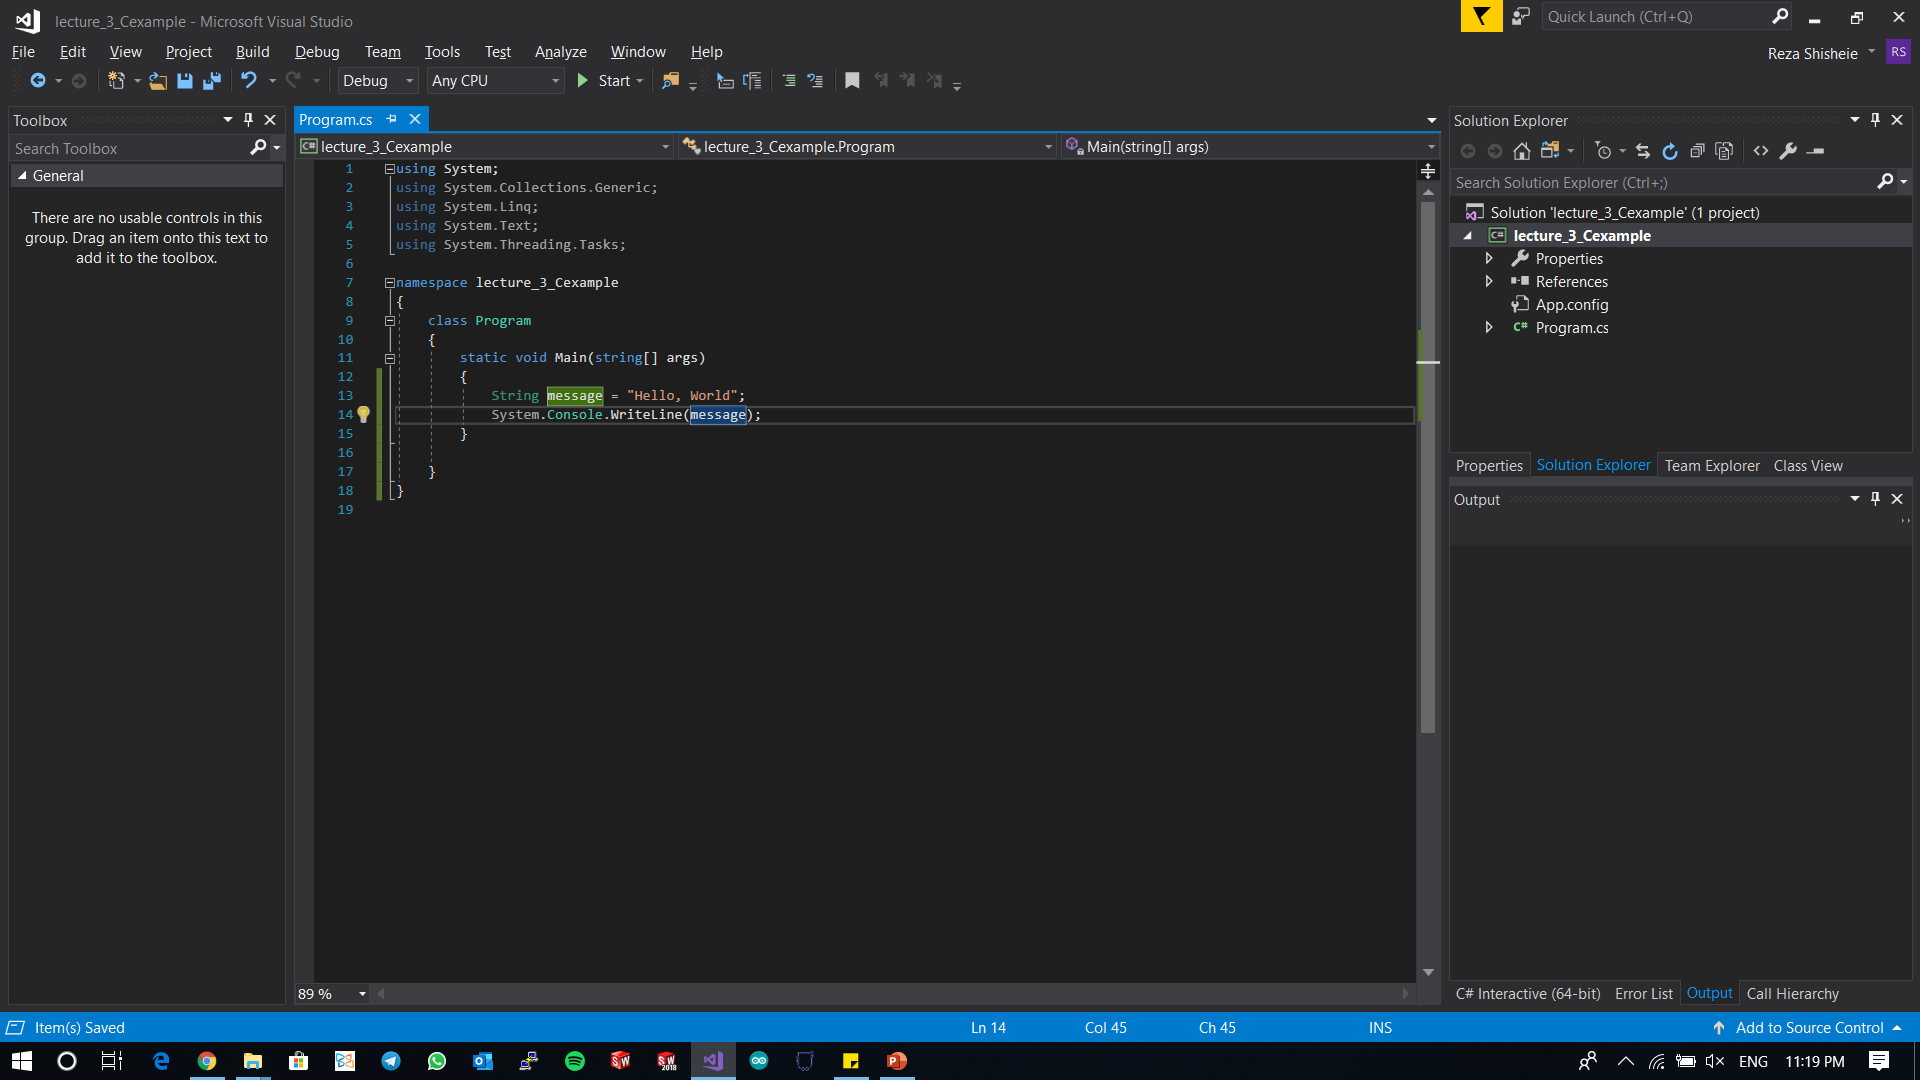 lecture_3_Cexample - Microsoft Visual Studio
Quick Launch (Ctrl+Q)
File Edit View Project Build Debug Team Tools Test Analyze Window Help
Reza Shisheie
RS
Debug Any CPU Start
Toolbox
Search Toolbox
General
There are no usable controls in this
group. Drag an item onto this text to
add it to the toolbox.
Program.cs
lecture_3_Cexample lecture_3_Cexample.Program Main(string[] args)
1 using System;
2 using System.Collections.Generic;
3 using System.Linq;
4 using System.Text;
5 using System.Threading.Tasks;
6
7 namespace lecture_3_Cexample
8 {
9 class Program
10 {
11 static void Main(string[] args)
12 {
13 String message = "Hello, World";
14 System.Console.WriteLine(message);
15 }
16
17 }
18 }
19
89 %
Solution Explorer
Search Solution Explorer (Ctrl+;)
Solution 'lecture_3_Cexample' (1 project)
C# lecture_3_Cexample
Properties
References
App.config
C# Program.cs
Properties Solution Explorer Team Explorer Class View
Output
C# Interactive (64-bit) Error List Output Call Hierarchy
Item(s) Saved Ln 14 Col 45 Ch 45 INS Add to Source Control
ENG 11:19 PM